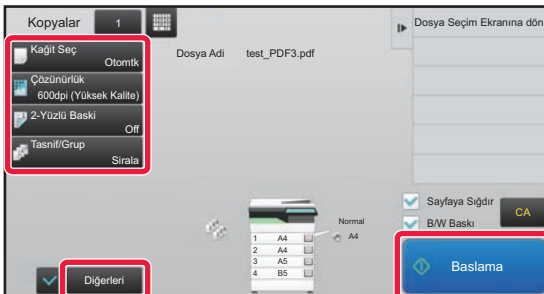 Kopyalar 1
Dosya Seçim Ekranına dön
Kağit Seç
Otomtk
Dosya Adi test_PDF3.pdf
Çözünürlük
600dpi (Yüksek Kalite)
2-Yüzlü Baski
Off
Tasnif/Grup
Sirala
Sayfaya Sığdır
CA
B/W Baskı
Normal
A4
1 A4
2 A4
3 A5
4 B5
Diğerleri
Baslama